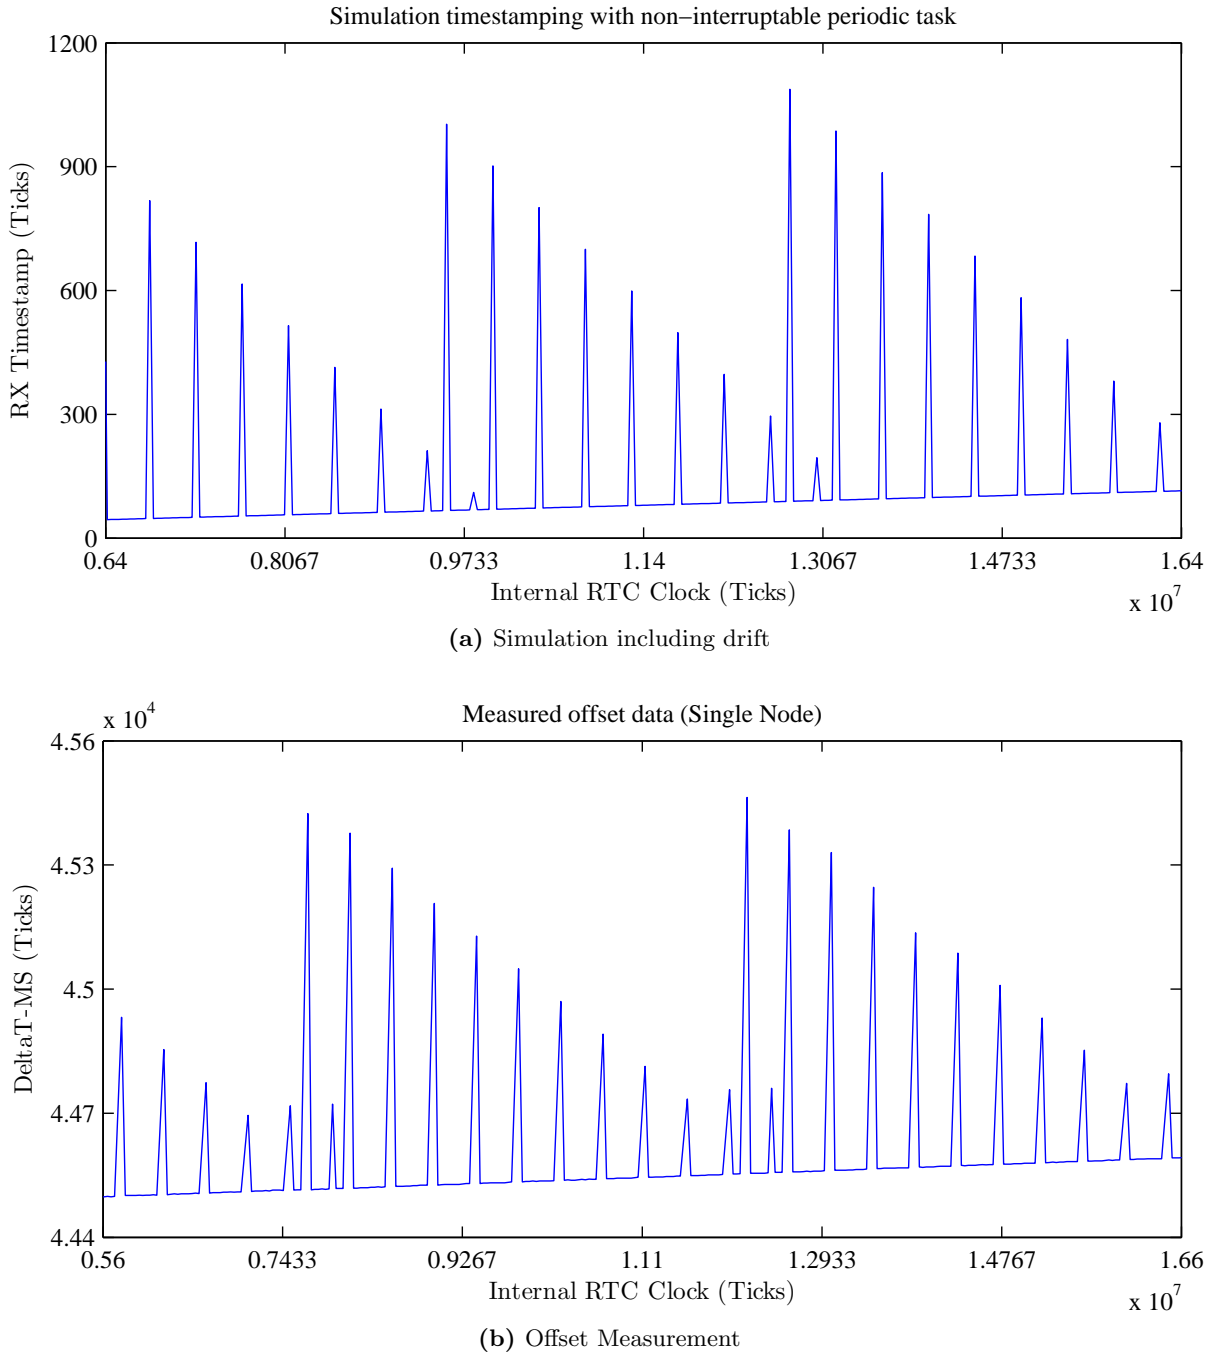 Simulation timestamping with non−interruptable periodic task
1200
900
600
300
0
RX Timestamp (Ticks)
0.64 0.8067 0.9733 1.14 1.3067 1.4733 1.64
Internal RTC Clock (Ticks)
x 10^7
(a) Simulation including drift
x 10^4
Measured offset data (Single Node)
4.56
4.53
4.5
4.47
4.44
DeltaT-MS (Ticks)
0.56 0.7433 0.9267 1.11 1.2933 1.4767 1.66
Internal RTC Clock (Ticks)
x 10^7
(b) Offset Measurement